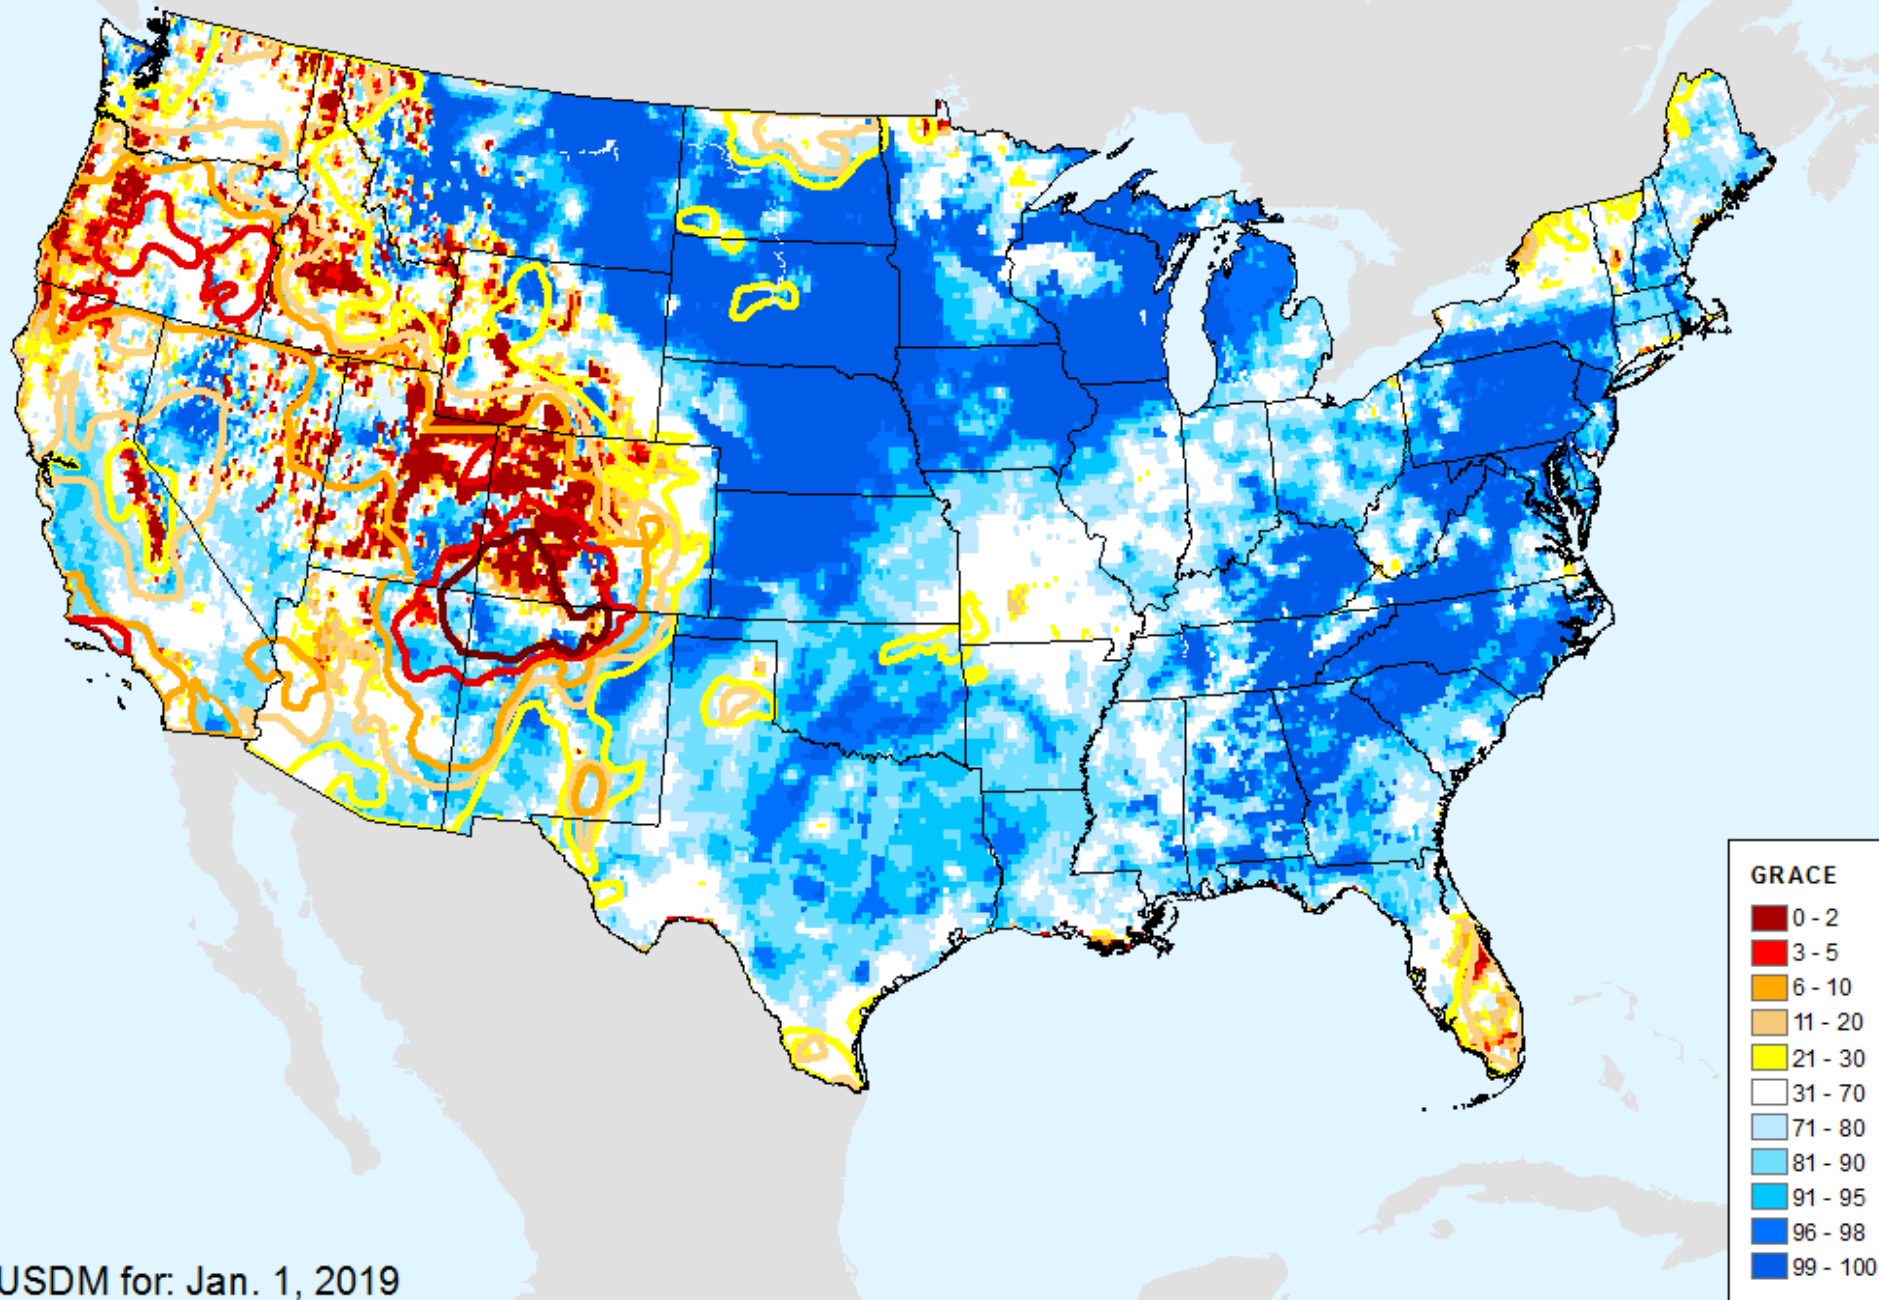 GRACE
0 - 2
3 - 5
6 - 10
11 - 20
21 - 30
31 - 70
71 - 80
81 - 90
91 - 95
96 - 98
99 - 100
USDM for: Jan. 1, 2019